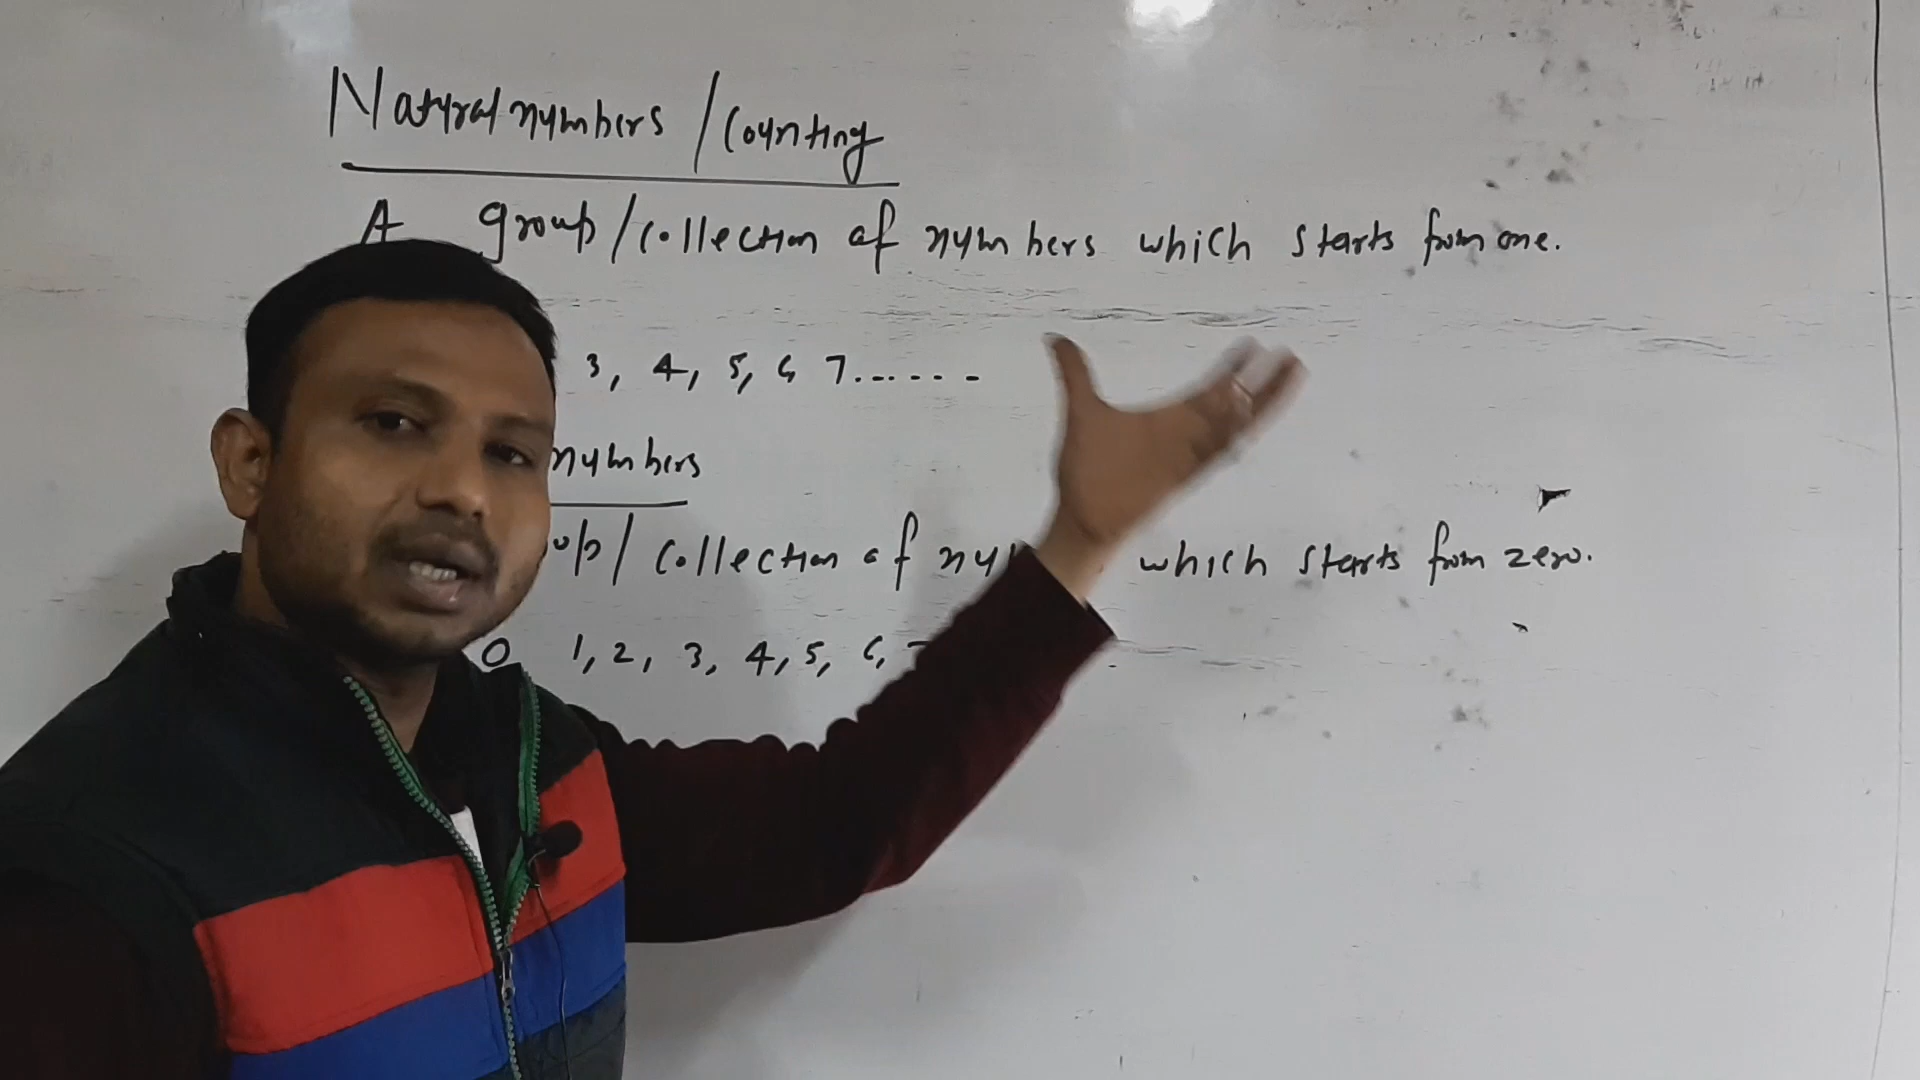 Natural numbers / Counting
A group / collection of numbers which starts from one.
3, 4, 5, 6 7......
numbers
collection of which starts from zero.
0 1, 2, 3, 4, 5, 6,